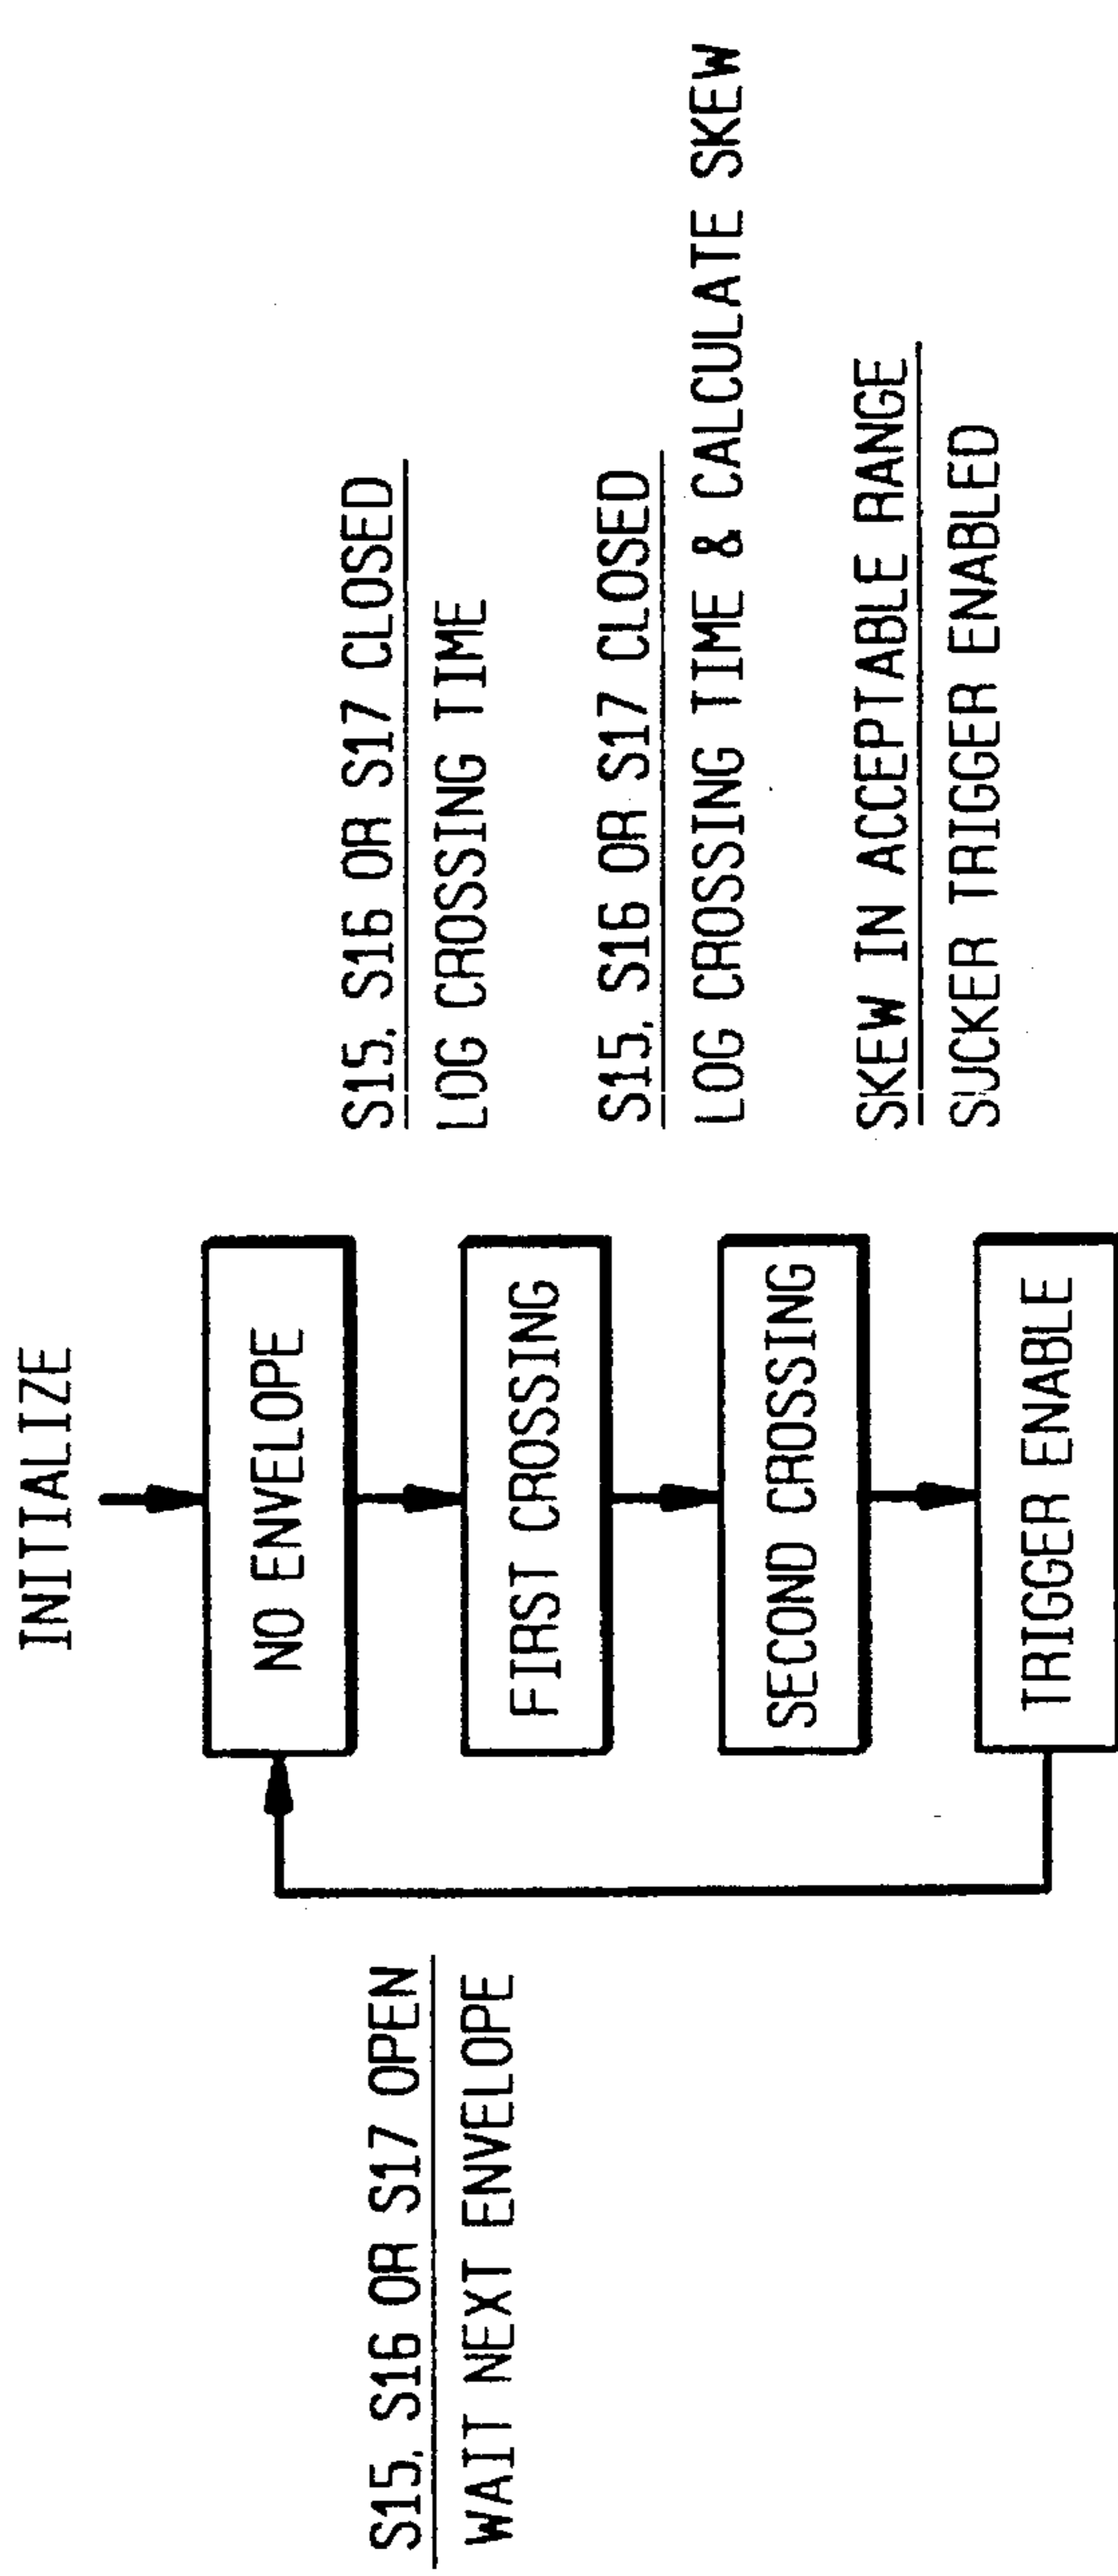 INITIALIZE
NO ENVELOPE
S15, S16 OR S17 CLOSED
LOG CROSSING TIME
FIRST CROSSING
S15, S16 OR S17 CLOSED
LOG CROSSING TIME & CALCULATE SKEW
SECOND CROSSING
SKEW IN ACCEPTABLE RANGE
SUCKER TRIGGER ENABLED
TRIGGER ENABLE
S15, S16 OR S17 OPEN
WAIT NEXT ENVELOPE